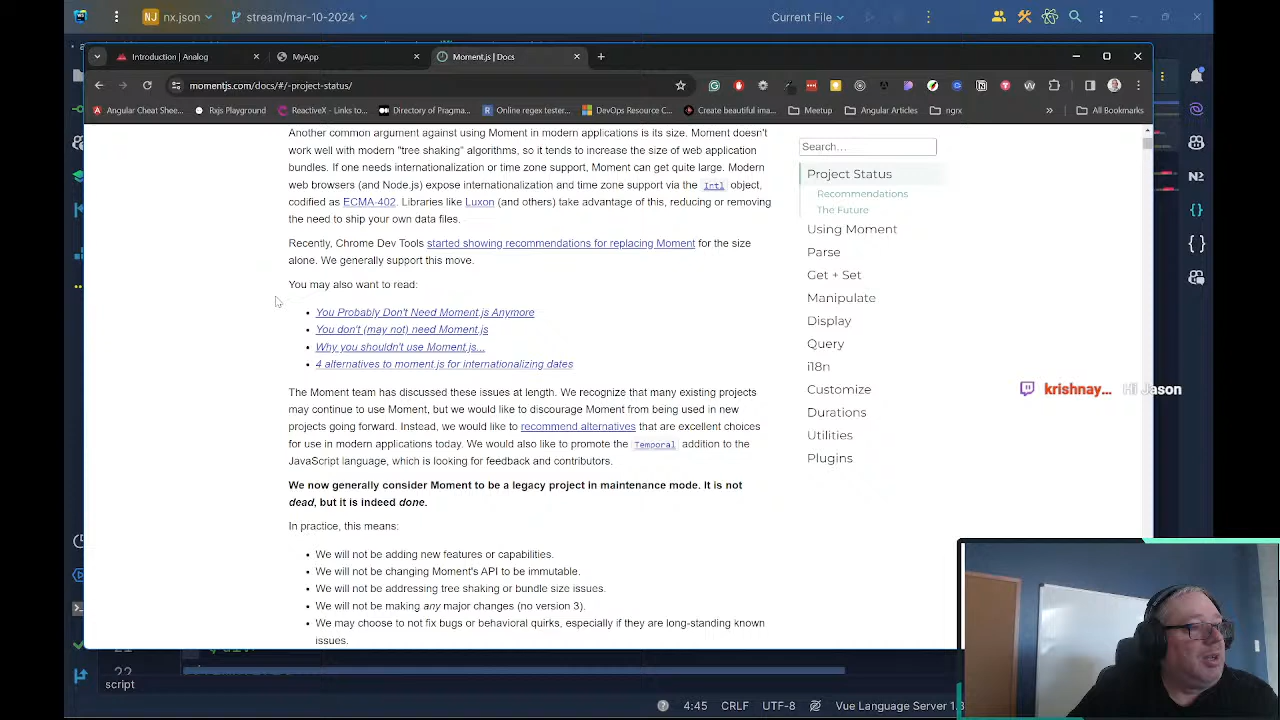 nx.json
stream/mar-10-2024
Current File
Introduction | Analog
MyApp
Moment.js | Docs
momentjs.com/docs/#/-project-status/
Angular Cheat Shee...
Rxjs Playground
ReactiveX - Links to...
Directory of Pragma...
Online regex tester...
DevOps Resource C...
Create beautiful ima...
Meetup
Angular Articles
ngrx
All Bookmarks
Another common argument against using Moment in modern applications is its size. Moment doesn't
work well with modern "tree shaking" algorithms, so it tends to increase the size of web application
bundles. If one needs internationalization or time zone support, Moment can get quite large. Modern
web browsers (and Node.js) expose internationalization and time zone support via the Intl object,
codified as ECMA-402. Libraries like Luxon (and others) take advantage of this, reducing or removing
the need to ship your own data files.
Recently, Chrome Dev Tools started showing recommendations for replacing Moment for the size
alone. We generally support this move.
You may also want to read:
You Probably Don't Need Moment.js Anymore
You don't (may not) need Moment.js
Why you shouldn't use Moment.js...
4 alternatives to moment.js for internationalizing dates
The Moment team has discussed these issues at length. We recognize that many existing projects
may continue to use Moment, but we would like to discourage Moment from being used in new
projects going forward. Instead, we would like to recommend alternatives that are excellent choices
for use in modern applications today. We would also like to promote the Temporal addition to the
JavaScript language, which is looking for feedback and contributors.
We now generally consider Moment to be a legacy project in maintenance mode. It is not
dead, but it is indeed done.
In practice, this means:
We will not be adding new features or capabilities.
We will not be changing Moment's API to be immutable.
We will not be addressing tree shaking or bundle size issues.
We will not be making any major changes (no version 3).
We may choose to not fix bugs or behavioral quirks, especially if they are long-standing known
issues.
Search...
Project Status
Recommendations
The Future
Using Moment
Parse
Get + Set
Manipulate
Display
Query
i18n
Customize
Durations
Utilities
Plugins
krishnay... Hi Jason
22
script
4:45
CRLF
UTF-8
Vue Language Server 1.8